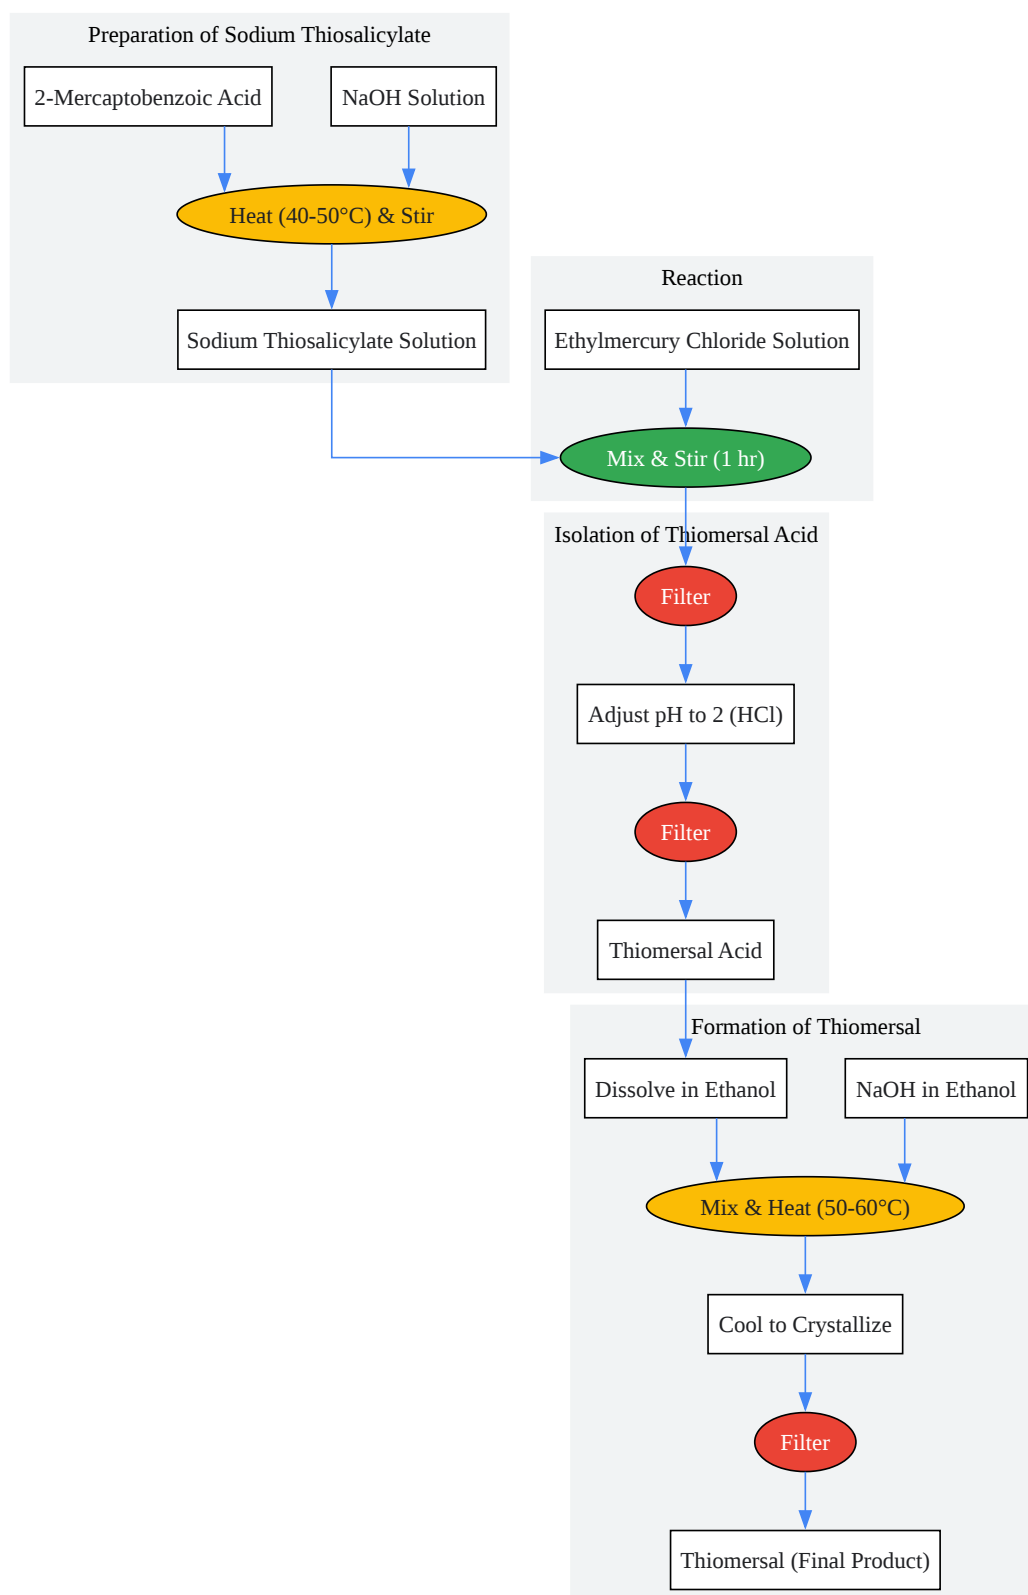 Preparation of Sodium Thiosalicylate
2-Mercaptobenzoic Acid
NaOH Solution
Heat (40-50°C) & Stir
Sodium Thiosalicylate Solution
Reaction
Ethylmercury Chloride Solution
Mix & Stir (1 hr)
Isolation of Thiomersal Acid
Filter
Adjust pH to 2 (HCl)
Filter
Thiomersal Acid
Formation of Thiomersal
Dissolve in Ethanol
NaOH in Ethanol
Mix & Heat (50-60°C)
Cool to Crystallize
Filter
Thiomersal (Final Product)